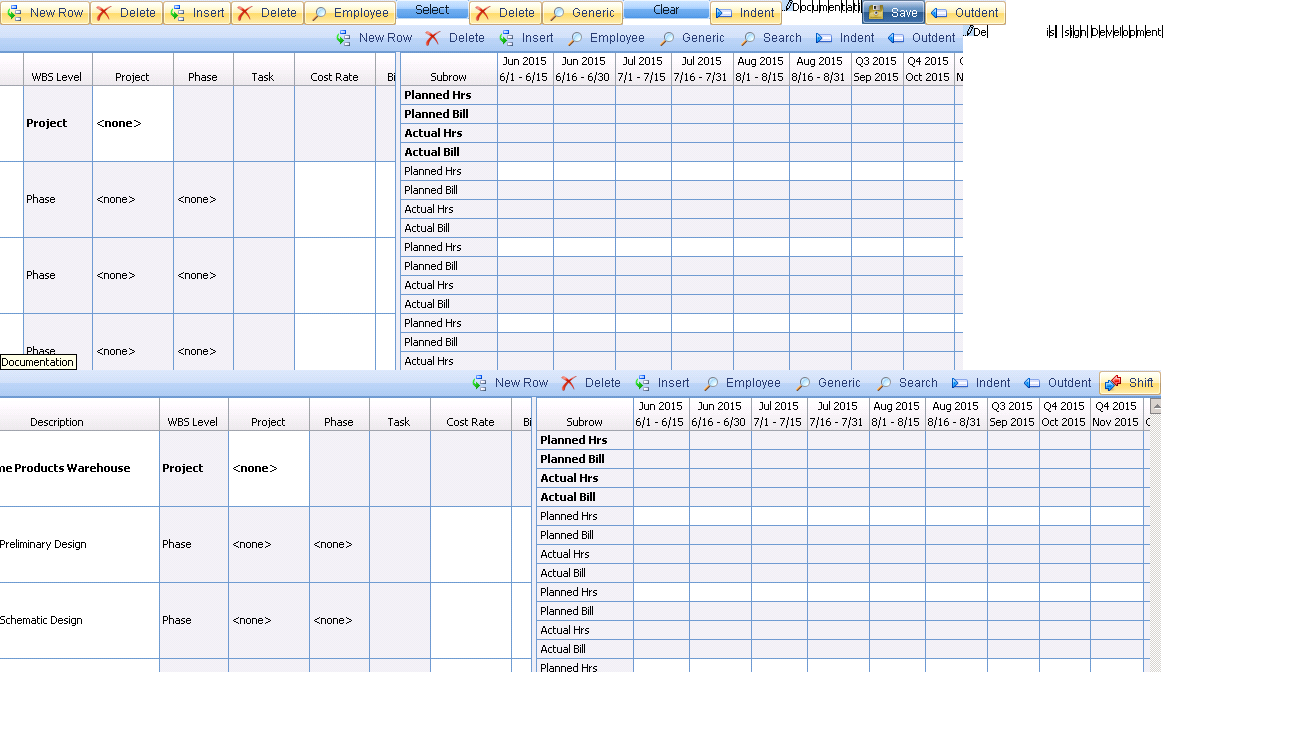 New Row Delete Insert Delete Employee Select Delete Generic Clear Indent Save Outdent
New Row Delete Insert Employee Generic Search Indent Outdent
Jun 2015 Jun 2015 Jul 2015 Jul 2015 Aug 2015 Aug 2015 Q3 2015 Q4 2015
WBS Level Project Phase Task Cost Rate Bi Subrow 6/1 - 6/15 6/16 - 6/30 7/1 - 7/15 7/16 - 7/31 8/1 - 8/15 8/16 - 8/31 Sep 2015 Oct 2015
Planned Hrs
Planned Bill
Project <none>
Actual Hrs
Actual Bill
Planned Hrs
Planned Bill
Phase <none> <none>
Actual Hrs
Actual Bill
Planned Hrs
Planned Bill
Phase <none> <none>
Actual Hrs
Actual Bill
Planned Hrs
Planned Bill
Phase <none> <none>
Actual Hrs
Documentation
New Row Delete Insert Employee Generic Search Indent Outdent Shift
Jun 2015 Jun 2015 Jul 2015 Jul 2015 Aug 2015 Aug 2015 Q3 2015 Q4 2015 Q4 2015
Description WBS Level Project Phase Task Cost Rate Bi Subrow 6/1 - 6/15 6/16 - 6/30 7/1 - 7/15 7/16 - 7/31 8/1 - 8/15 8/16 - 8/31 Sep 2015 Oct 2015 Nov 2015
Planned Hrs
Planned Bill
me Products Warehouse Project <none>
Actual Hrs
Actual Bill
Planned Hrs
Planned Bill
Preliminary Design Phase <none> <none>
Actual Hrs
Actual Bill
Planned Hrs
Planned Bill
Schematic Design Phase <none> <none>
Actual Hrs
Actual Bill
Planned Hrs